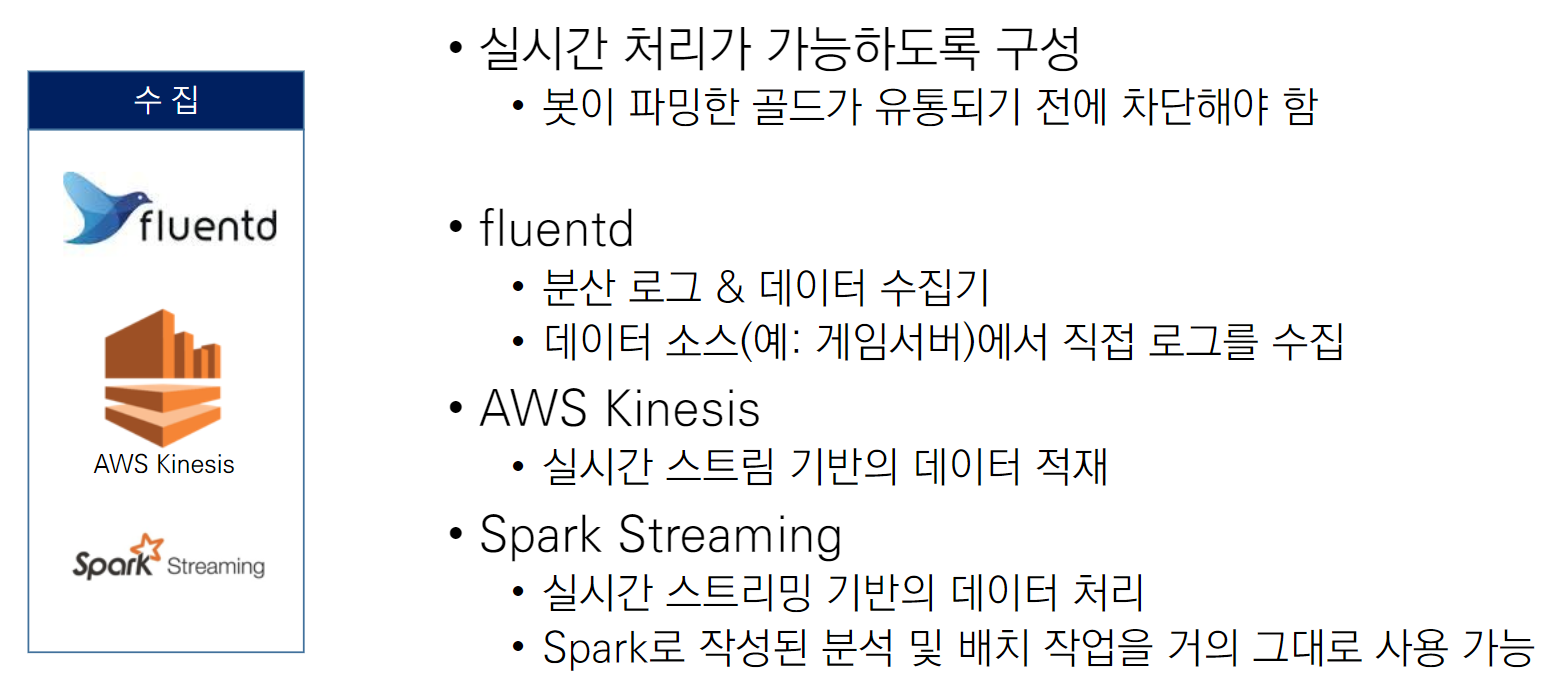 수 집
fluentd
AWS Kinesis
Spark Streaming
• 실시간 처리가 가능하도록 구성
• 봇이 파밍한 골드가 유통되기 전에 차단해야 함
• fluentd
• 분산 로그 & 데이터 수집기
• 데이터 소스(예: 게임서버)에서 직접 로그를 수집
• AWS Kinesis
• 실시간 스트림 기반의 데이터 적재
• Spark Streaming
• 실시간 스트리밍 기반의 데이터 처리
• Spark로 작성된 분석 및 배치 작업을 거의 그대로 사용 가능